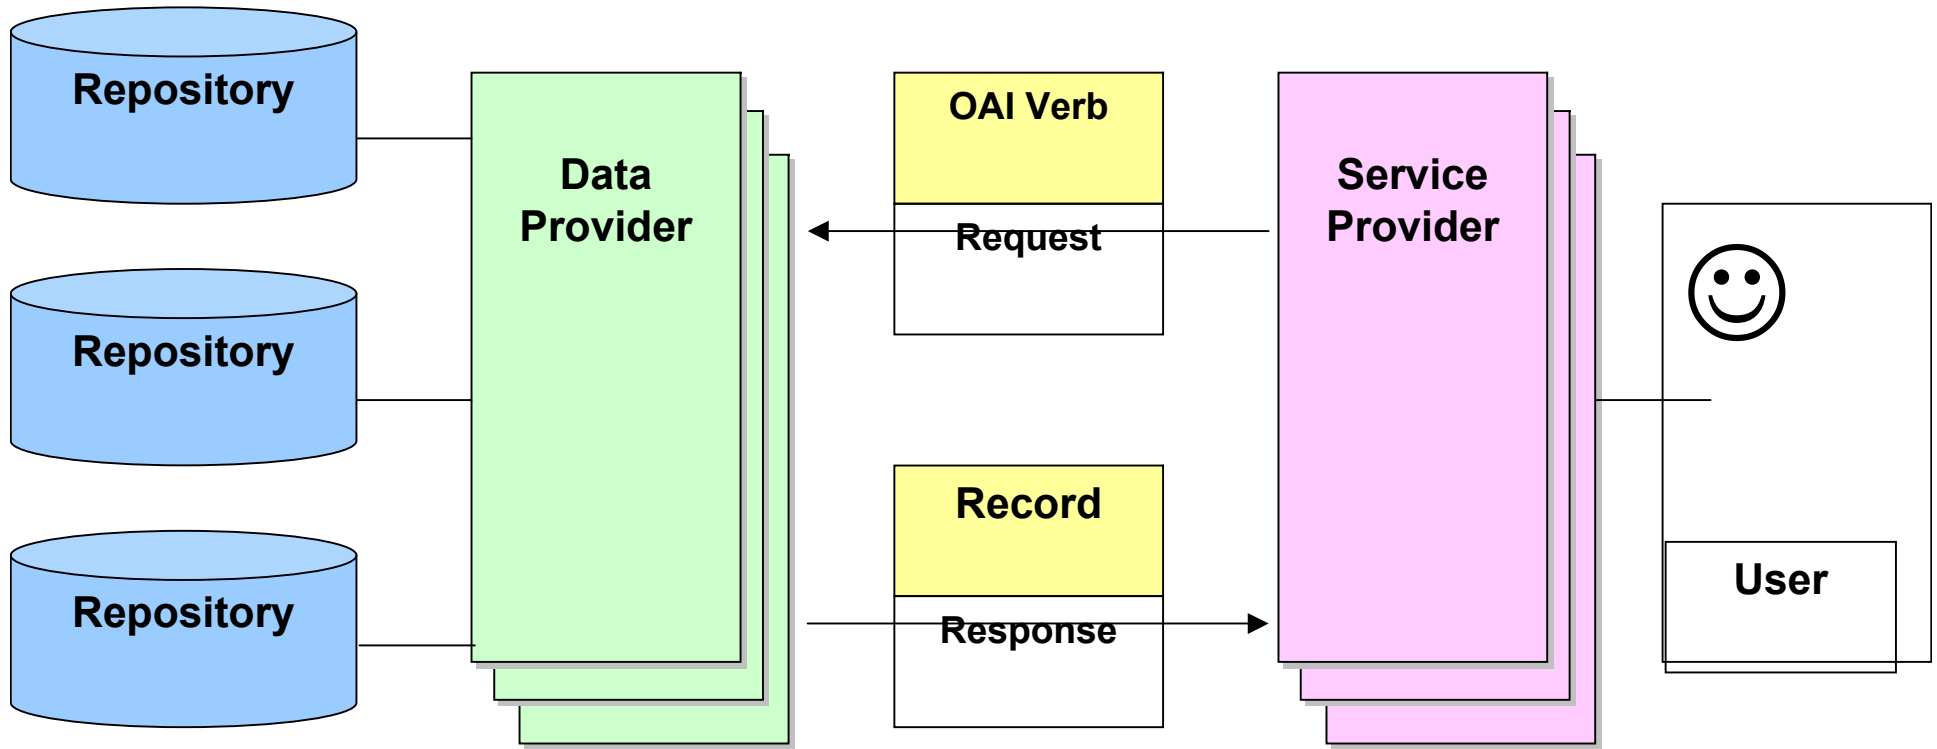 Repository
Repository
Repository
Data
Provider
OAI Verb
Request
Record
Response
Service
Provider
User